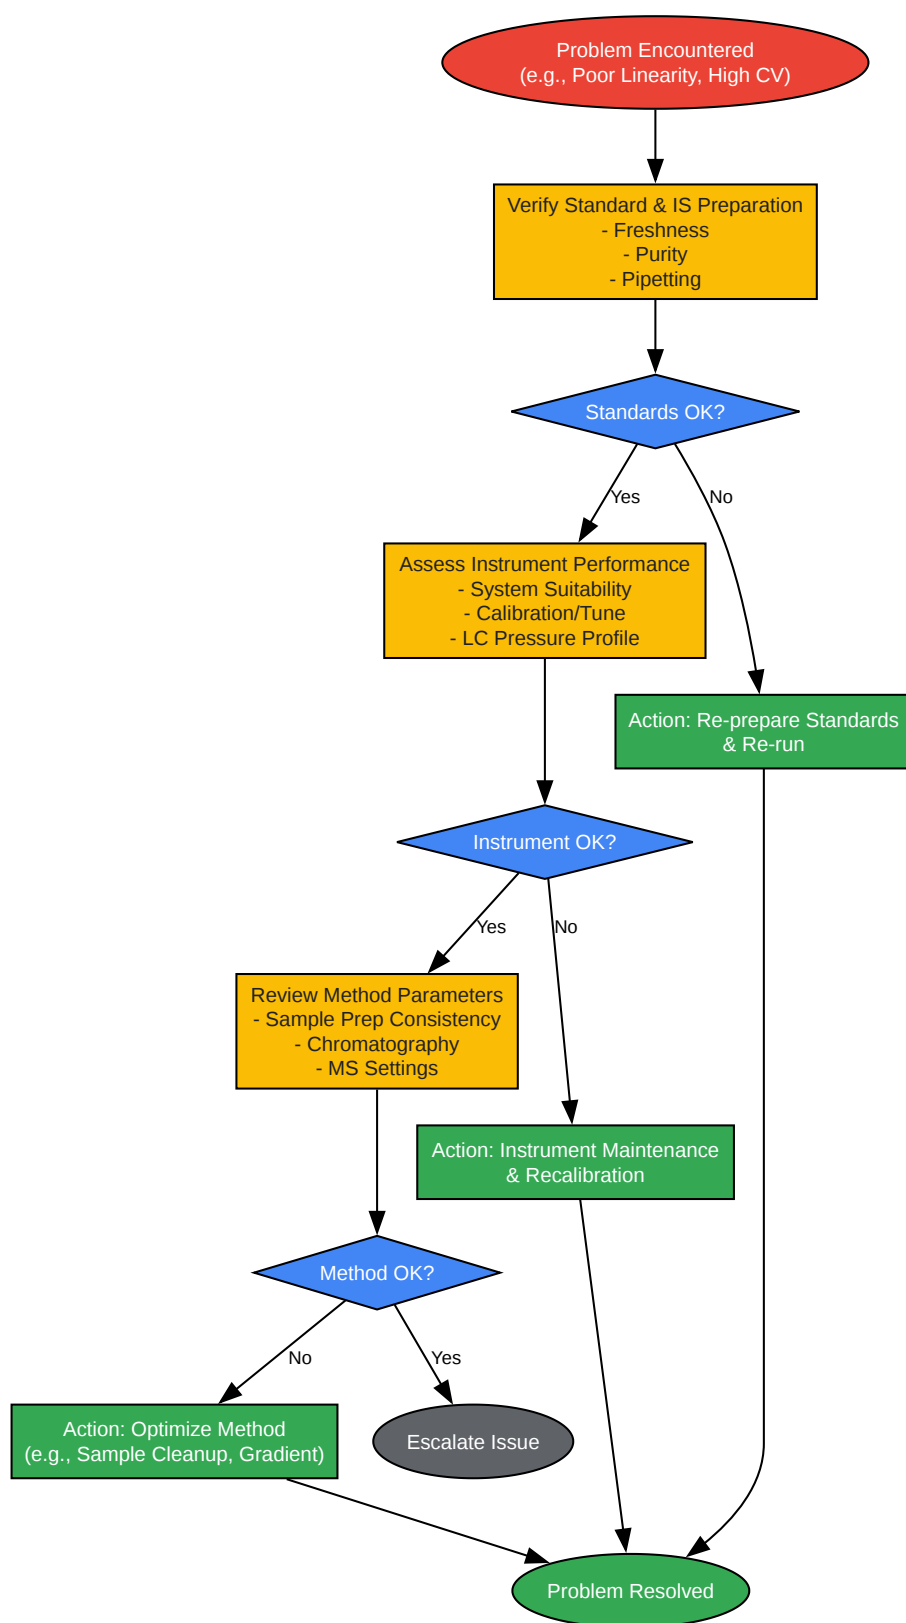 Problem Encountered
(e.g., Poor Linearity, High CV)
Verify Standard & IS Preparation
- Freshness
- Purity
- Pipetting
Standards OK?
Yes
No
Assess Instrument Performance
- System Suitability
- Calibration/Tune
- LC Pressure Profile
Action: Re-prepare Standards
& Re-run
Instrument OK?
Yes
No
Review Method Parameters
- Sample Prep Consistency
- Chromatography
- MS Settings
Action: Instrument Maintenance
& Recalibration
Method OK?
No
Yes
Action: Optimize Method
(e.g., Sample Cleanup, Gradient)
Escalate Issue
Problem Resolved